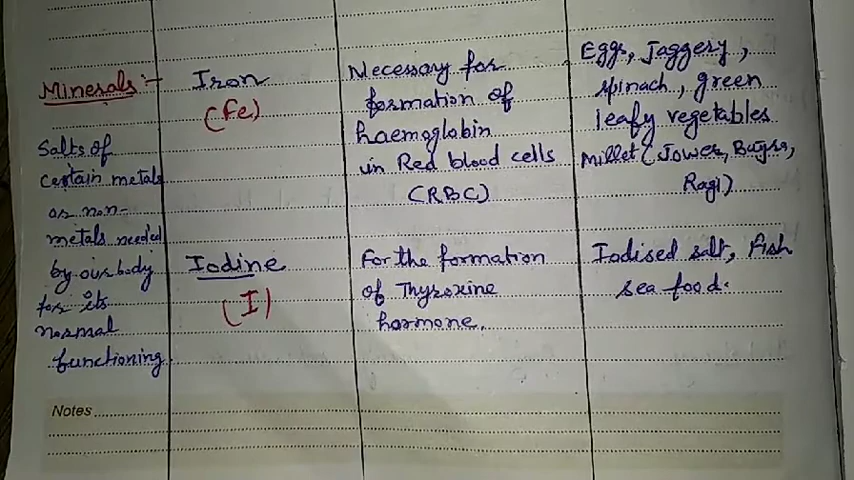 Minerals :-
Salts of
certain metals
or non-
metals needed
by our body
for its
normal
functioning
Iron
(Fe)
Necessary for
formation of
haemoglobin
in Red blood cells
(RBC)
Eggs, Jaggery,
spinach, green
leafy vegetables
Millet (Jower, Bajra,
Ragi)
Iodine
(I)
For the formation
of Thyroxine
hormone.
Iodised salt, Fish
sea food.
Notes